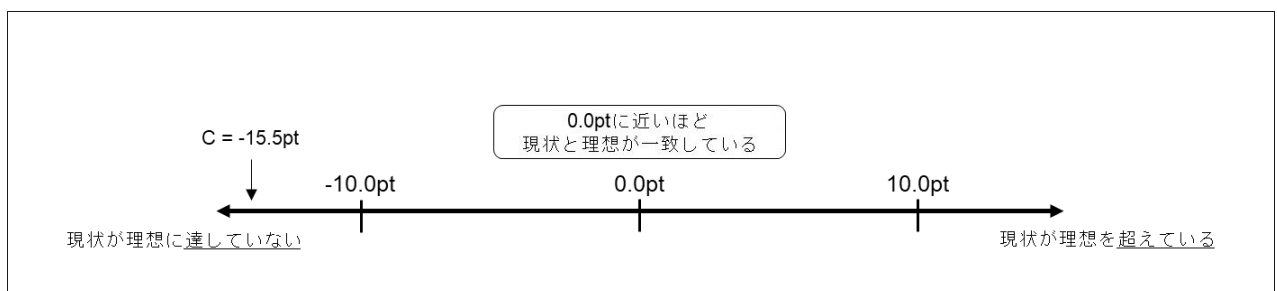 0.0ptに近いほど
現状と理想が一致している
C = -15.5pt
-10.0pt
0.0pt
10.0pt
現状が理想に達していない
現状が理想を超えている